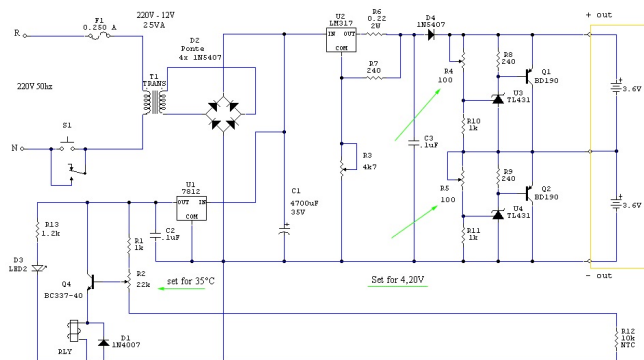 220V - 12V
25VA
F1
0.250 A
R
D2
Ponte
4x 1N5407
U2
LM317
IN OUT
COM
R6
0.22
2W
D4
1N5407
+ out
R8
240
Q1
BD190
R7
240
R4
100
U3
TL431
3.6V
220V 50hz
T1
TRANS
S1
N
R10
1k
C3
.1uF
R3
4k7
R9
240
Q2
BD190
R5
100
U4
TL431
3.6V
U1
7812
OUT IN
COM
C1
4700uF
35V
R13
1.2k
R1
1k
C2
.1uF
R11
1k
D3
LED2
Q4
BC337-40
R2
22k
set for 35°C
Set for 4,20V
- out
RLY
D1
1N4007
R12
10k
NTC